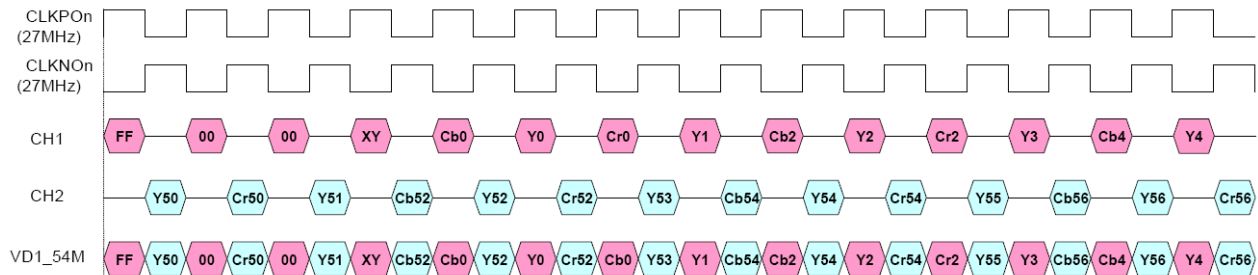 CLKPOn
(27MHz)
CLKNOn
(27MHz)
CH1 FF 00 00 XY Cb0 Y0 Cr0 Y1 Cb2 Y2 Cr2 Y3 Cb4 Y4
CH2 Y50 Cr50 Y51 Cb52 Y52 Cr52 Y53 Cb54 Y54 Cr54 Y55 Cb56 Y56 Cr56
VD1_54M FF Y50 00 Cr50 00 Y51 XY Cb52 Cb0 Y52 Y0 Cr52 Cb0 Y53 Y1 Cb54 Cb2 Y54 Y2 Cr54 Cr2 Y55 Y3 Cb56 Cb4 Y56 Y4 Cr56